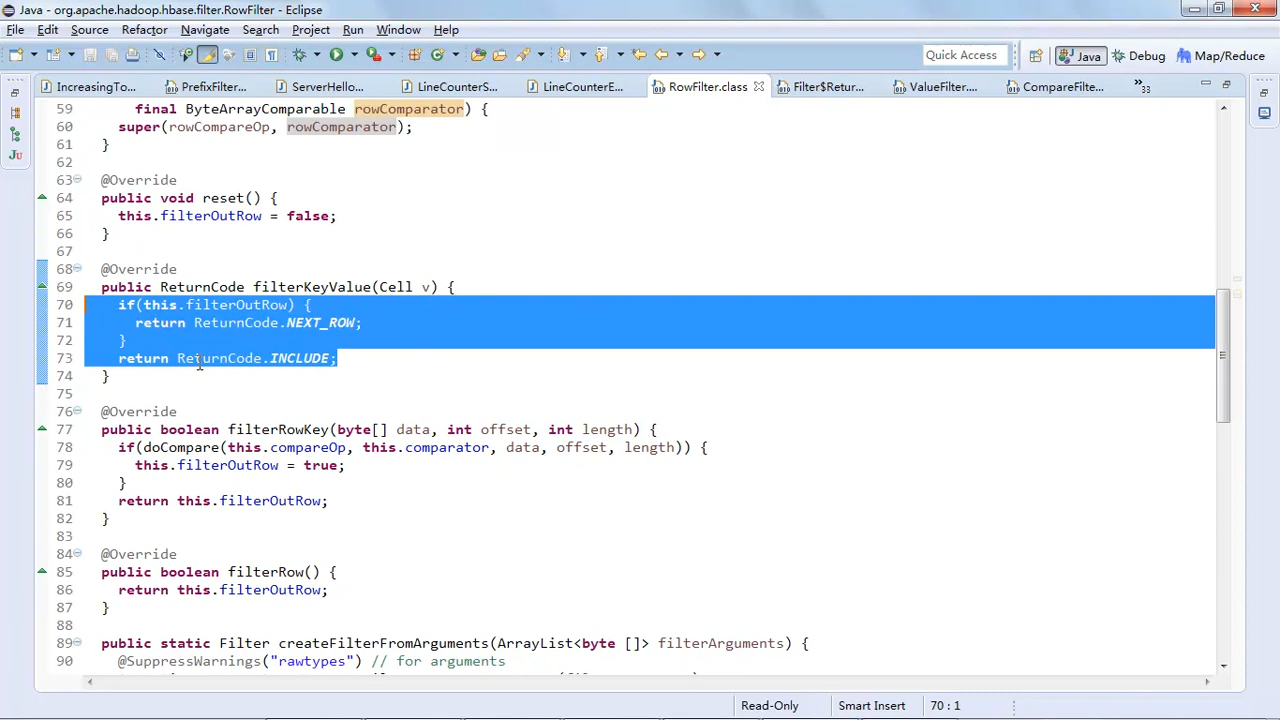 Java - org.apache.hadoop.hbase.filter.RowFilter - Eclipse
File Edit Source Refactor Navigate Search Project Run Window Help
Quick Access Java Debug Map/Reduce
IncreasingTo... PrefixFilter... ServerHello... LineCounterS... LineCounterE... RowFilter.class Filter$Retur... ValueFilter.... CompareFilte... »33
59 final ByteArrayComparable rowComparator) {
60 super(rowCompareOp, rowComparator);
61 }
62
63 @Override
64 public void reset() {
65 this.filterOutRow = false;
66 }
67
68 @Override
69 public ReturnCode filterKeyValue(Cell v) {
70 if(this.filterOutRow) {
71 return ReturnCode.NEXT_ROW;
72 }
73 return ReturnCode.INCLUDE;
74 }
75
76 @Override
77 public boolean filterRowKey(byte[] data, int offset, int length) {
78 if(doCompare(this.compareOp, this.comparator, data, offset, length)) {
79 this.filterOutRow = true;
80 }
81 return this.filterOutRow;
82 }
83
84 @Override
85 public boolean filterRow() {
86 return this.filterOutRow;
87 }
88
89 public static Filter createFilterFromArguments(ArrayList<byte []> filterArguments) {
90 @SuppressWarnings("rawtypes") // for arguments
Read-Only Smart Insert 70 : 1